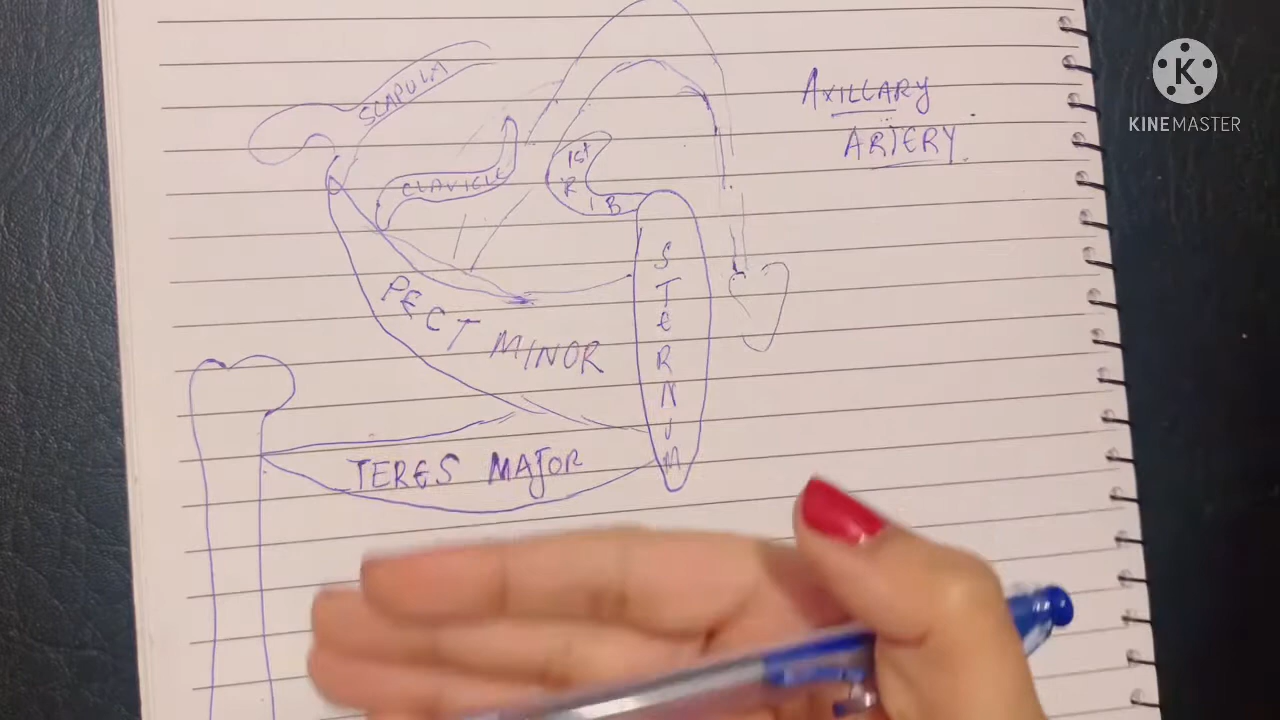 SCAPULA
AXILLARY
ARTERY.
K
KINEMASTER
1st
RIB
CLAVICLE
STERNUM
PECT MINOR
TERES MAJOR